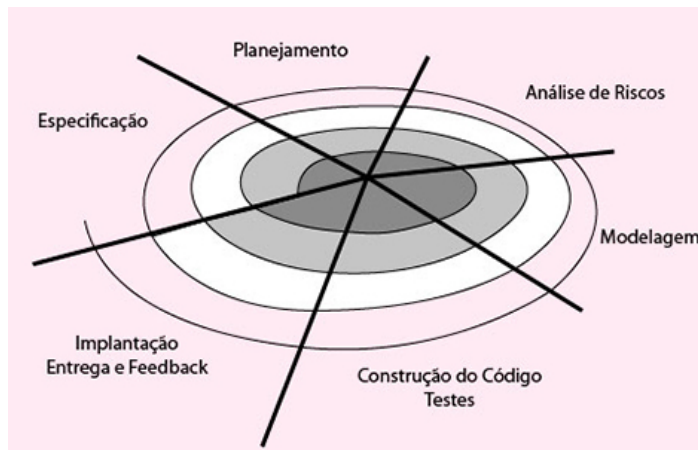 Planejamento
Análise de Riscos
Especificação
Modelagem
Implantação
Entrega e Feedback
Construção do Código
Testes